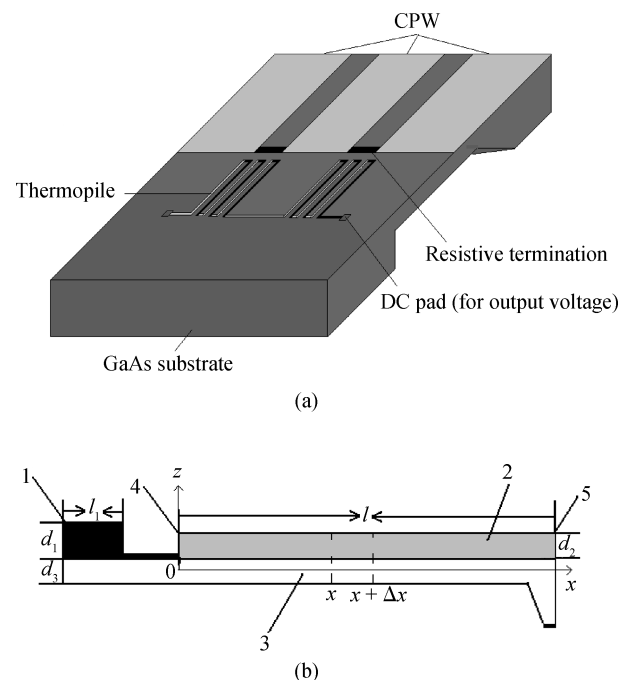 CPW
Thermopile
Resistive termination
DC pad (for output voltage)
GaAs substrate
(a)
1
l₁
4
z
l
2
5
d₁
d₂
d₃
0
x
x + Δx
x
3
(b)